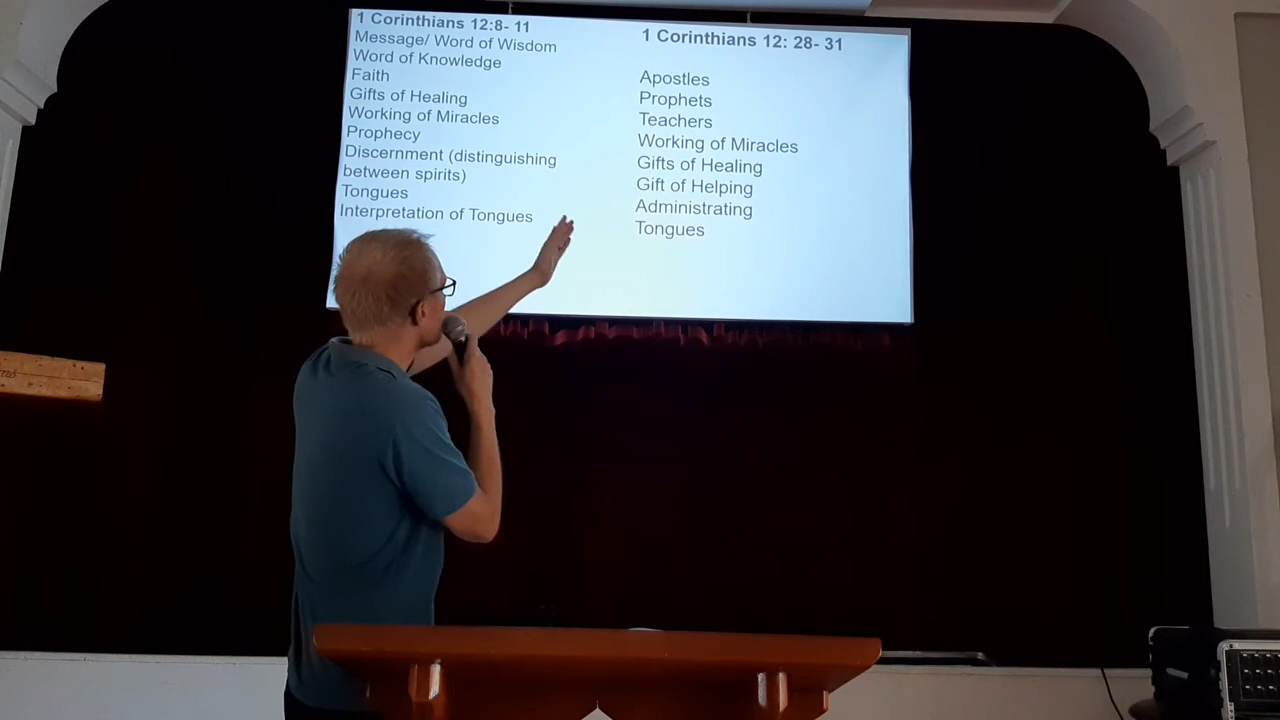 1 Corinthians 12:8- 11
Message/ Word of Wisdom
Word of Knowledge
Faith
Gifts of Healing
Working of Miracles
Prophecy
Discernment (distinguishing
between spirits)
Tongues
Interpretation of Tongues
1 Corinthians 12: 28- 31
Apostles
Prophets
Teachers
Working of Miracles
Gifts of Healing
Gift of Helping
Administrating
Tongues